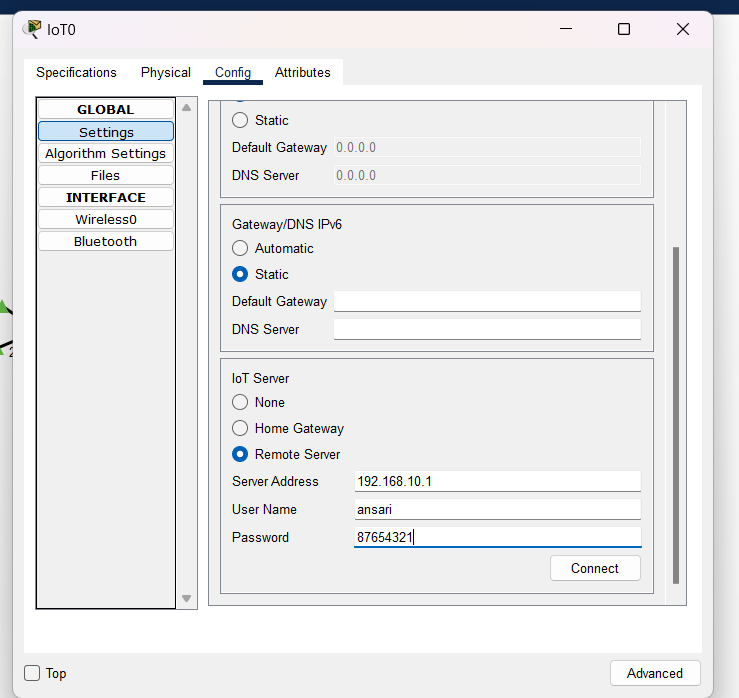 IoT0
Specifications Physical Config Attributes
GLOBAL
Settings
Algorithm Settings
Files
INTERFACE
Wireless0
Bluetooth
Static
Default Gateway 0.0.0.0
DNS Server 0.0.0.0
Gateway/DNS IPv6
Automatic
Static
Default Gateway
DNS Server
IoT Server
None
Home Gateway
Remote Server
Server Address 192.168.10.1
User Name ansari
Password 87654321
Connect
Top
Advanced